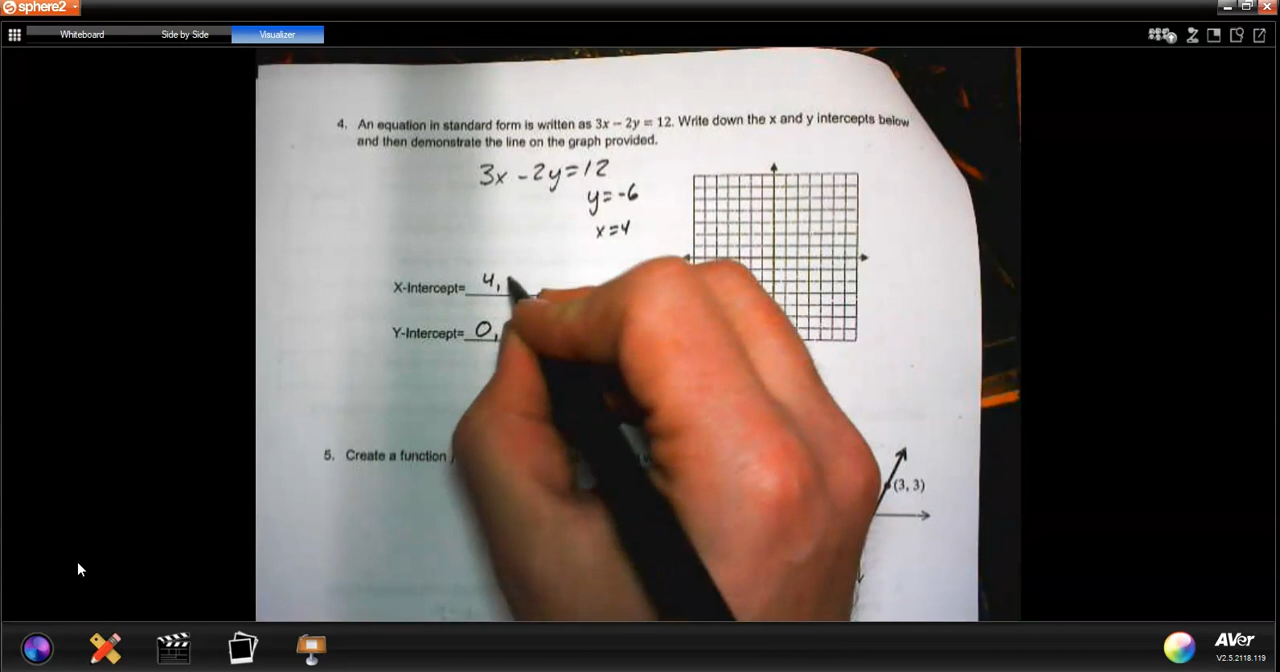 sphere2
Whiteboard
Side by Side
Visualizer
4. An equation in standard form is written as 3x − 2y = 12. Write down the x and y intercepts below
and then demonstrate the line on the graph provided.
3x - 2y = 12
y = -6
x = 4
X-Intercept= 4,
Y-Intercept= 0,
5. Create a function
(3, 3)
AVer
V2.5.2118.119